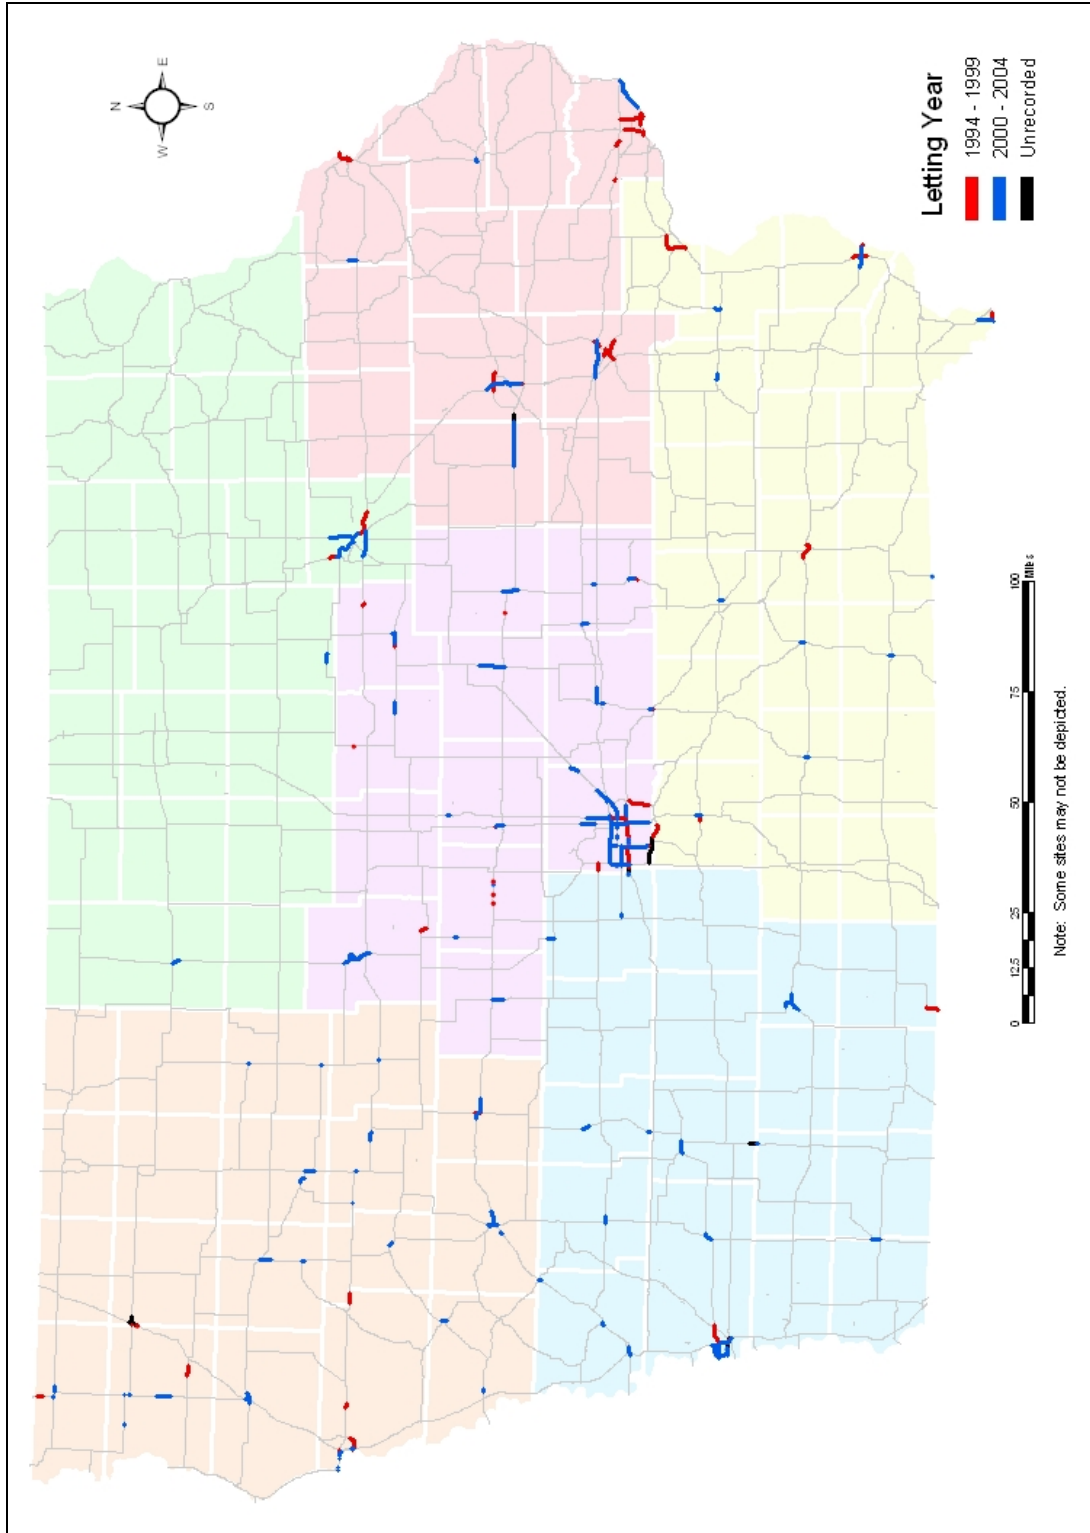 N
W
E
S
Letting Year
1994 - 1999
2000 - 2004
Unrecorded
0
12.5
25
50
75
100
Miles
Note: Some sites may not be depicted.